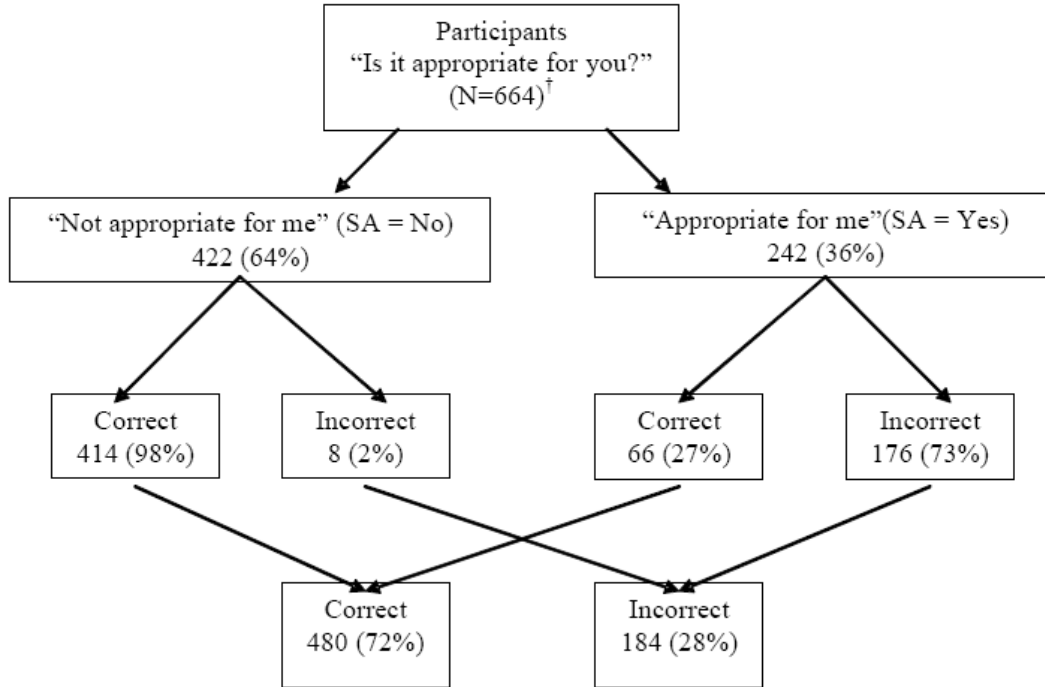 Participants
“Is it appropriate for you?”
(N=664)†
“Not appropriate for me” (SA = No)
422 (64%)
“Appropriate for me”(SA = Yes)
242 (36%)
Correct
414 (98%)
Incorrect
8 (2%)
Correct
66 (27%)
Incorrect
176 (73%)
Correct
480 (72%)
Incorrect
184 (28%)